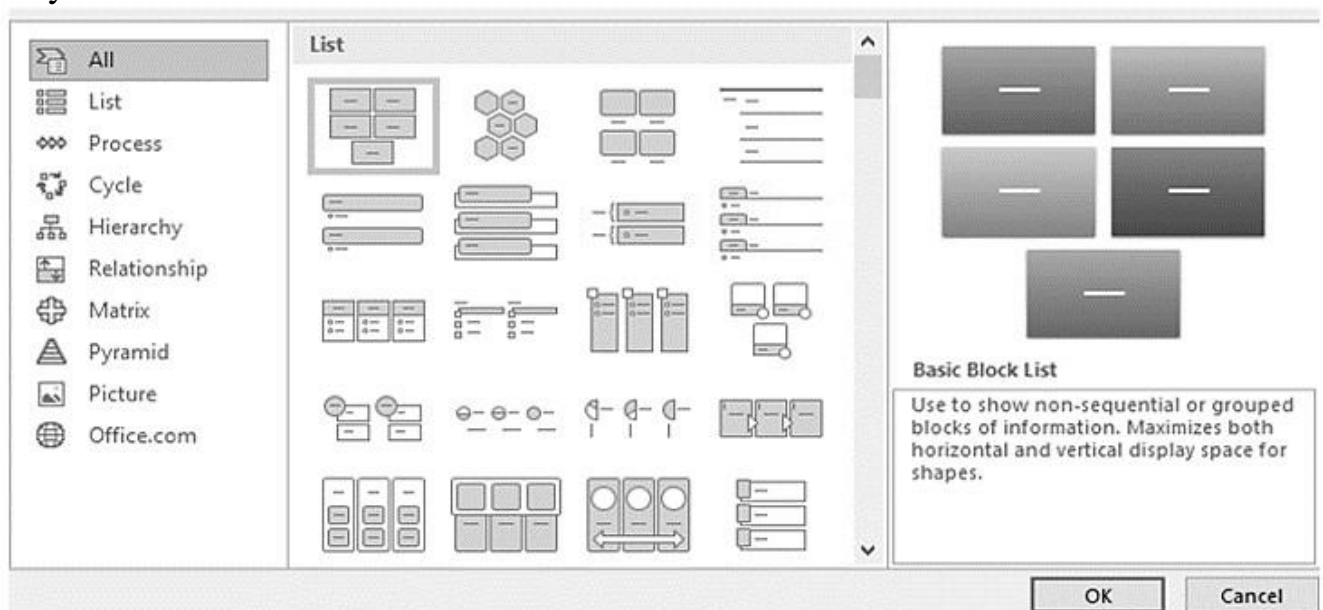 All
List
Process
Cycle
Hierarchy
Relationship
Matrix
Pyramid
Picture
Office.com
List
Basic Block List
Use to show non-sequential or grouped
blocks of information. Maximizes both
horizontal and vertical display space for
shapes.
OK
Cancel